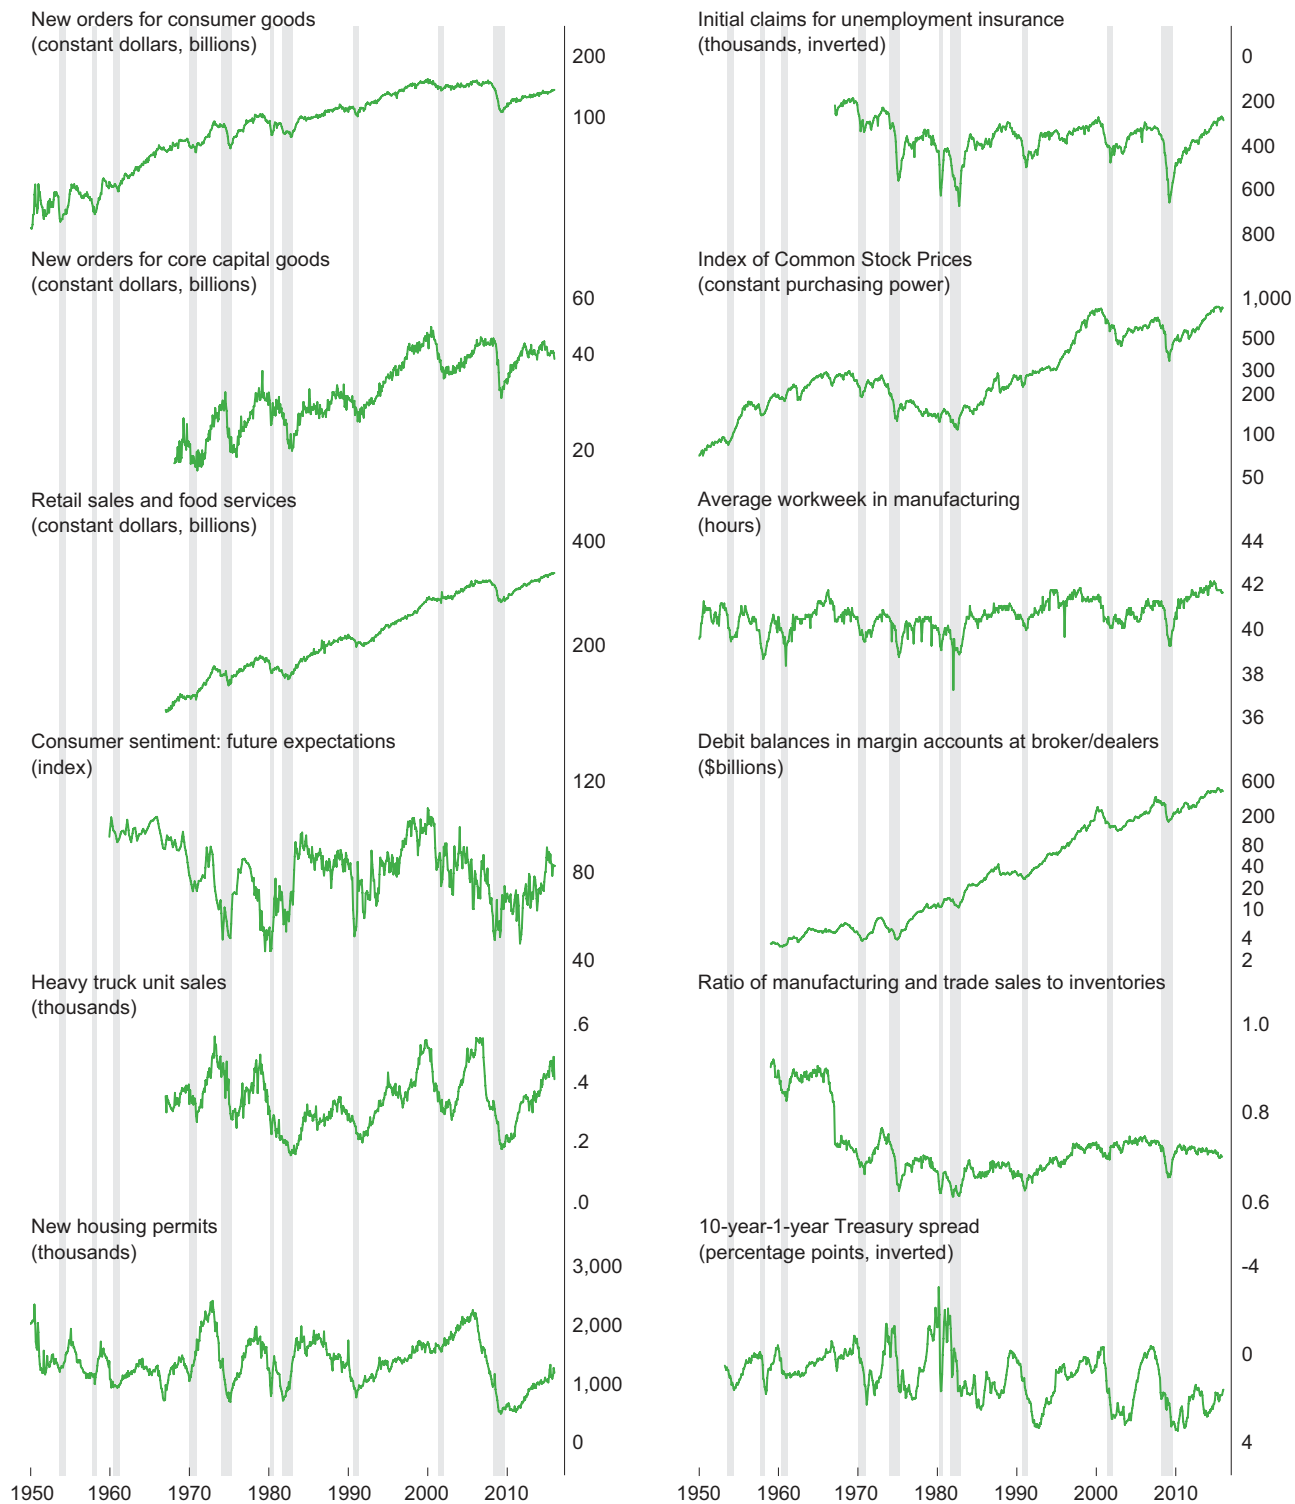 New orders for consumer goods
(constant dollars, billions)
200
100
New orders for core capital goods
(constant dollars, billions)
60
40
20
Retail sales and food services
(constant dollars, billions)
400
200
Consumer sentiment: future expectations
(index)
120
80
40
Heavy truck unit sales
(thousands)
.6
.4
.2
.0
New housing permits
(thousands)
3,000
2,000
1,000
0
1950 1960 1970 1980 1990 2000 2010
Initial claims for unemployment insurance
(thousands, inverted)
0
200
400
600
800
Index of Common Stock Prices
(constant purchasing power)
1,000
500
300
200
100
50
Average workweek in manufacturing
(hours)
44
42
40
38
36
Debit balances in margin accounts at broker/dealers
($billions)
600
200
80
40
20
10
4
2
Ratio of manufacturing and trade sales to inventories
1.0
0.8
0.6
10-year-1-year Treasury spread
(percentage points, inverted)
-4
0
4
1950 1960 1970 1980 1990 2000 2010